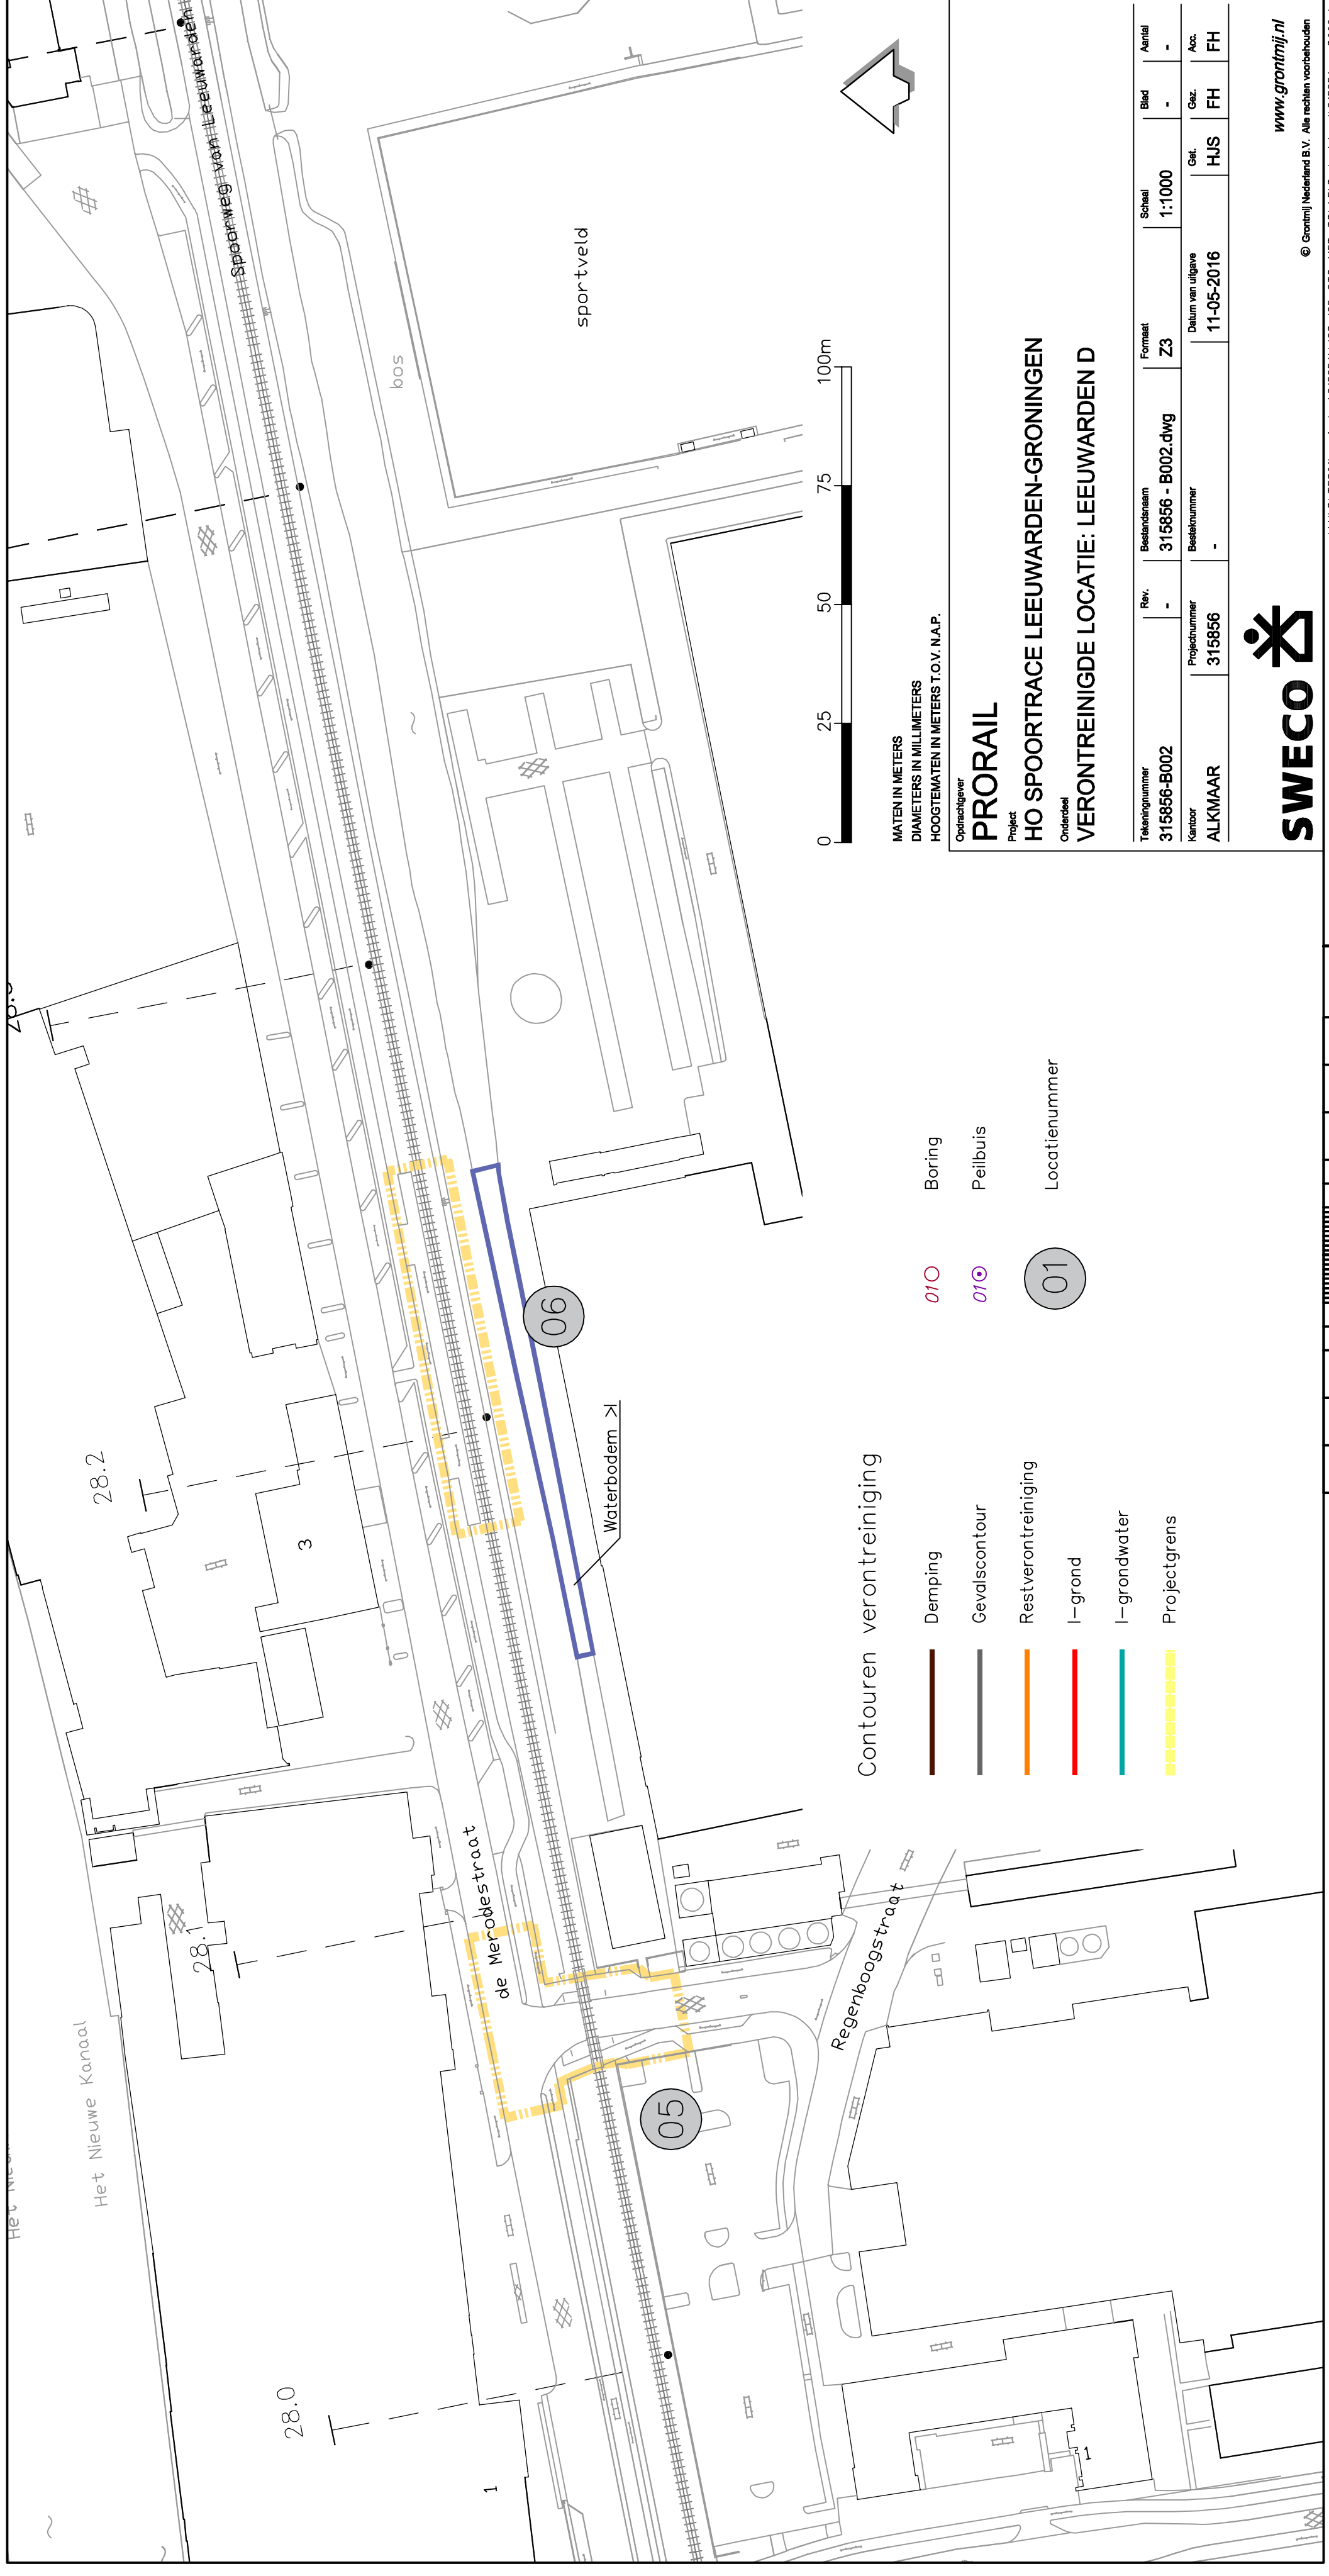 Het Nieuwe Kanaal
28.0
28.1
28.2
1
3
1
de Merodestraat
Regenboogstraat
Spoorweg van Leeuwarden
bos
sportveld
05
06
Waterbodem >I
Contouren verontreiniging
Demping
Gevalscontour
Restverontreiniging
I-grond
I-grondwater
Projectgrens
01 Boring
01 Peilbuis
01 Locatienummer
0 25 50 75 100m
MATEN IN METERS
DIAMETERS IN MILLIMETERS
HOOGTEMATEN IN METERS T.O.V. N.A.P.
Opdrachtgever
PRORAIL
Project
HO SPOORTRACE LEEUWARDEN-GRONINGEN
Onderdeel
VERONTREINIGDE LOCATIE: LEEUWARDEN D
Tekeningnummer Rev. Bestandsnaam Formaat Schaal Blad Aantal
315856-B002 - 315856 - B002.dwg Z3 1:1000 - -
Kantoor Projectnummer Besteknummer Datum van uitgave Get. Gez. Acc.
ALKMAAR 315856 - 11-05-2016 HJS FH FH
SWECO
www.grontmij.nl
© Grontmij Nederland B.V. Alle rechten voorbehouden